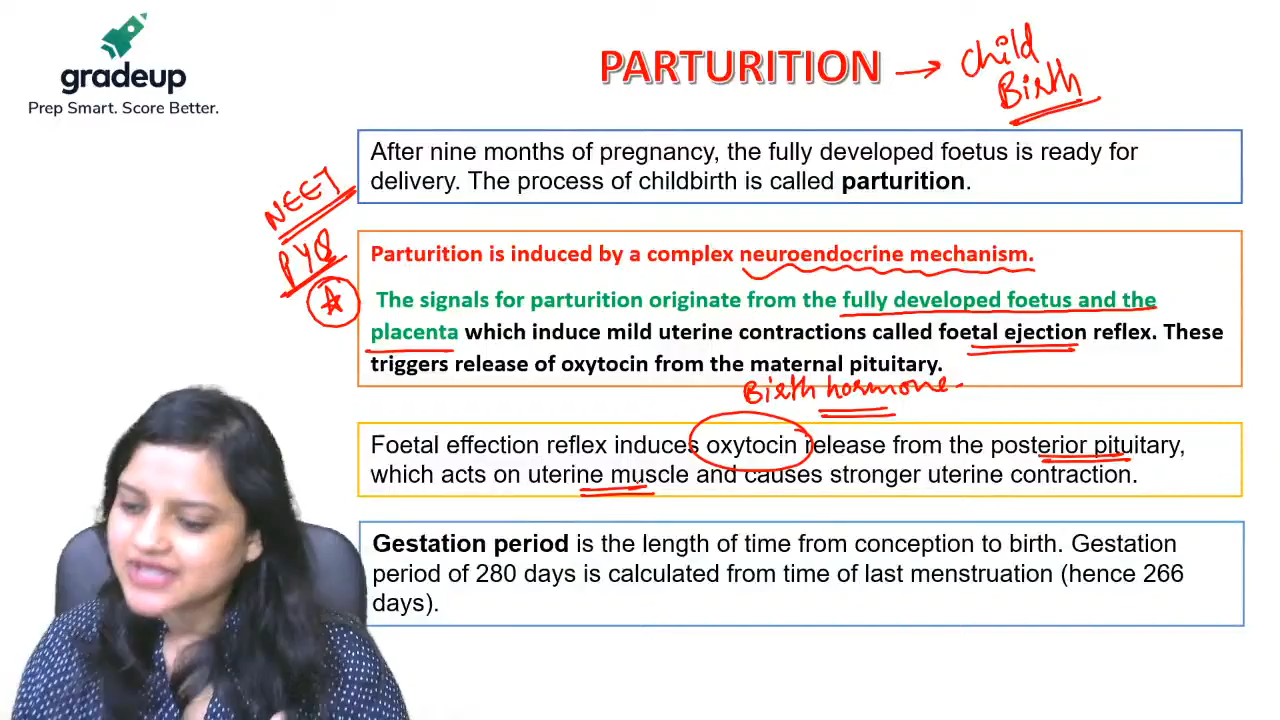 gradeup
Prep Smart. Score Better.
PARTURITION → Child
Birth
After nine months of pregnancy, the fully developed foetus is ready for
delivery. The process of childbirth is called parturition.
NEET
PYQ
Parturition is induced by a complex neuroendocrine mechanism.
The signals for parturition originate from the fully developed foetus and the
placenta which induce mild uterine contractions called foetal ejection reflex. These
triggers release of oxytocin from the maternal pituitary.
Birth hormone.
Foetal effection reflex induces oxytocin release from the posterior pituitary,
which acts on uterine muscle and causes stronger uterine contraction.
Gestation period is the length of time from conception to birth. Gestation
period of 280 days is calculated from time of last menstruation (hence 266
days).